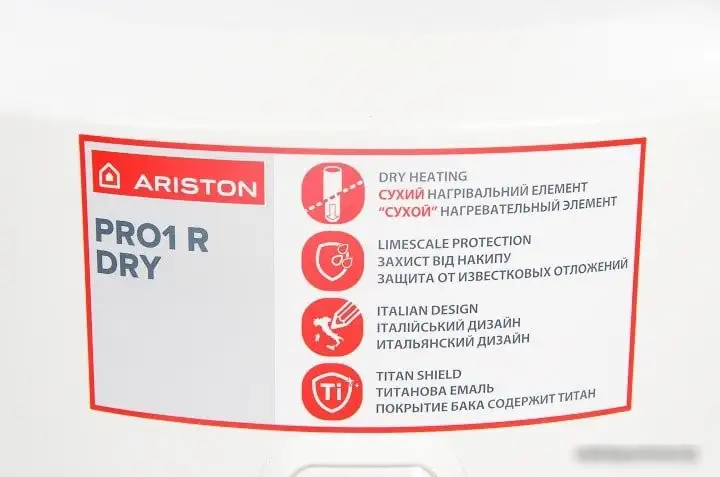 ARISTON
PRO1 R
DRY
DRY HEATING
СУХИЙ НАГРІВАЛЬНИЙ ЕЛЕМЕНТ
“СУХОЙ” НАГРЕВАТЕЛЬНЫЙ ЭЛЕМЕНТ
LIMESCALE PROTECTION
ЗАХИСТ ВІД НАКИПУ
ЗАЩИТА ОТ ИЗВЕСТКОВЫХ ОТЛОЖЕНИЙ
ITALIAN DESIGN
ІТАЛІЙСЬКИЙ ДИЗАЙН
ИТАЛЬЯНСКИЙ ДИЗАЙН
Ti
TITAN SHIELD
ТИТАНОВА ЕМАЛЬ
ПОКРЫТИЕ БАКА СОДЕРЖИТ ТИТАН